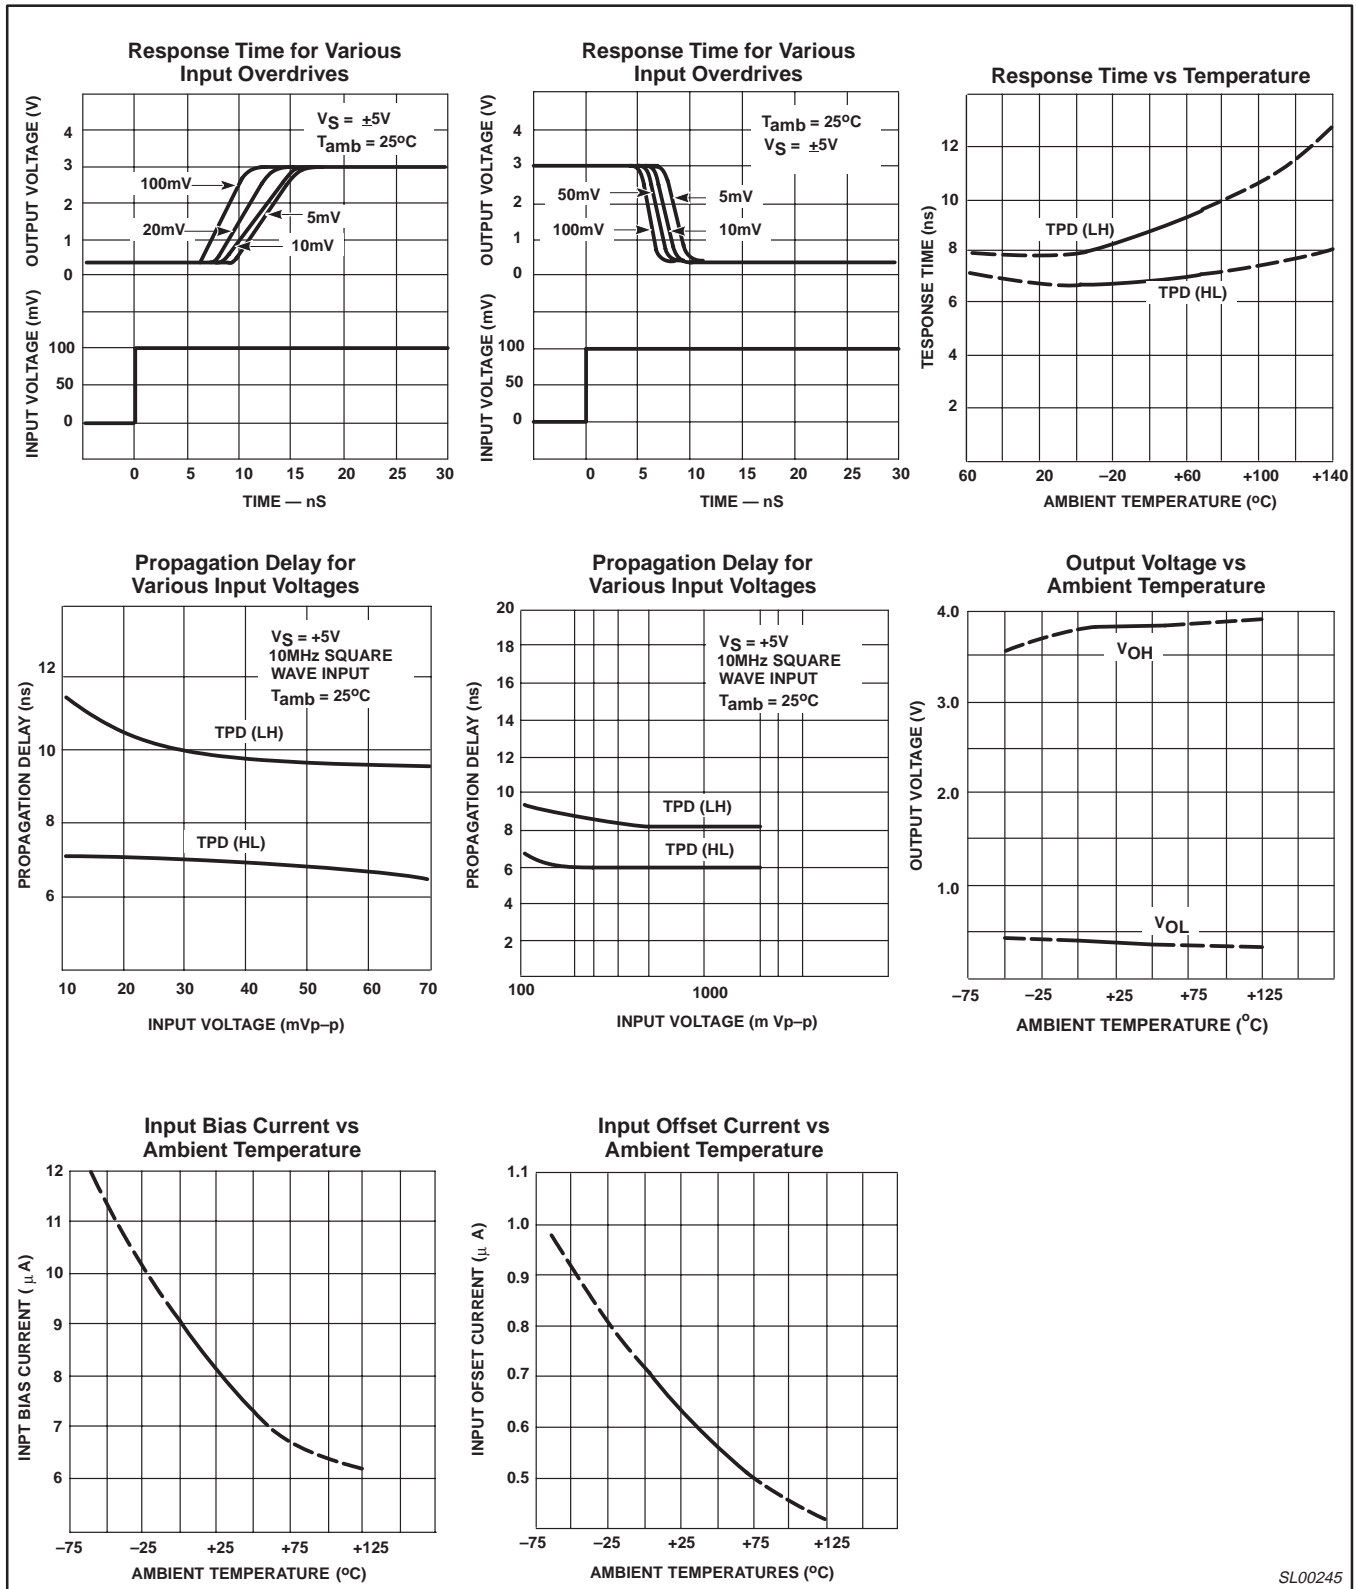 Response Time for Various
Input Overdrives
OUTPUT VOLTAGE (V)
4
3
2
1
0
VS = ±5V
Tamb = 25oC
100mV
20mV
5mV
10mV
INPUT VOLTAGE (mV)
100
50
0
0 5 10 15 20 25 30
TIME — nS
Response Time for Various
Input Overdrives
OUTPUT VOLTAGE (V)
4
3
2
1
0
Tamb = 25oC
VS = ±5V
50mV
100mV
5mV
10mV
INPUT VOLTAGE (mV)
100
50
0
0 5 10 15 20 25 30
TIME — nS
Response Time vs Temperature
TESPONSE TIME (ns)
12
10
8
6
4
2
TPD (LH)
TPD (HL)
60 20 –20 +60 +100 +140
AMBIENT TEMPERATURE (oC)
Propagation Delay for
Various Input Voltages
PROPAGATION DELAY (ns)
12
10
8
6
VS = +5V
10MHz SQUARE
WAVE INPUT
Tamb = 25oC
TPD (LH)
TPD (HL)
10 20 30 40 50 60 70
INPUT VOLTAGE (mVp–p)
Propagation Delay for
Various Input Voltages
PROPAGATION DELAY (ns)
20
18
16
14
12
10
8
6
4
2
VS = +5V
10MHz SQUARE
WAVE INPUT
Tamb = 25oC
TPD (LH)
TPD (HL)
100 1000
INPUT VOLTAGE (m Vp–p)
Output Voltage vs
Ambient Temperature
OUTPUT VOLTAGE (V)
4.0
3.0
2.0
1.0
VOH
VOL
–75 –25 +25 +75 +125
AMBIENT TEMPERATURE (oC)
Input Bias Current vs
Ambient Temperature
INPT BIAS CURRENT ( μ A)
12
11
10
9
8
7
6
–75 –25 +25 +75 +125
AMBIENT TEMPERATURE (oC)
Input Offset Current vs
Ambient Temperature
INPUT OFSET CURRENT (μ A)
1.1
1.0
0.9
0.8
0.7
0.6
0.5
–75 –25 +25 +75 +125
AMBIENT TEMPERATURES (oC)
SL00245